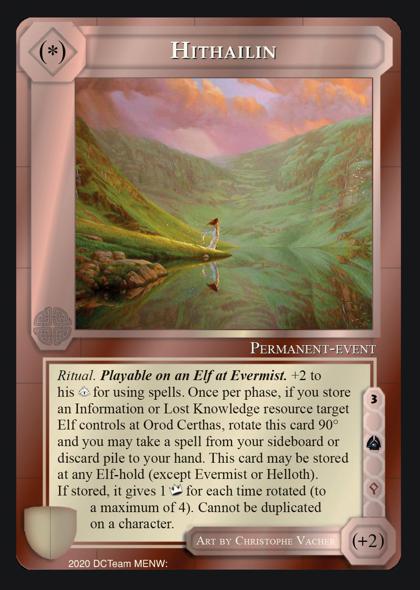 (*)
HITHAILIN
PERMANENT-EVENT
Ritual. Playable on an Elf at Evermist. +2 to
his for using spells. Once per phase, if you store
an Information or Lost Knowledge resource target
Elf controls at Orod Certhas, rotate this card 90°
and you may take a spell from your sideboard or
discard pile to your hand. This card may be stored
at any Elf-hold (except Evermist or Helloth).
If stored, it gives 1 for each time rotated (to
a maximum of 4). Cannot be duplicated
on a character.
3
ART BY CHRISTOPHE VACHER
(+2)
2020 DCTeam MENW: